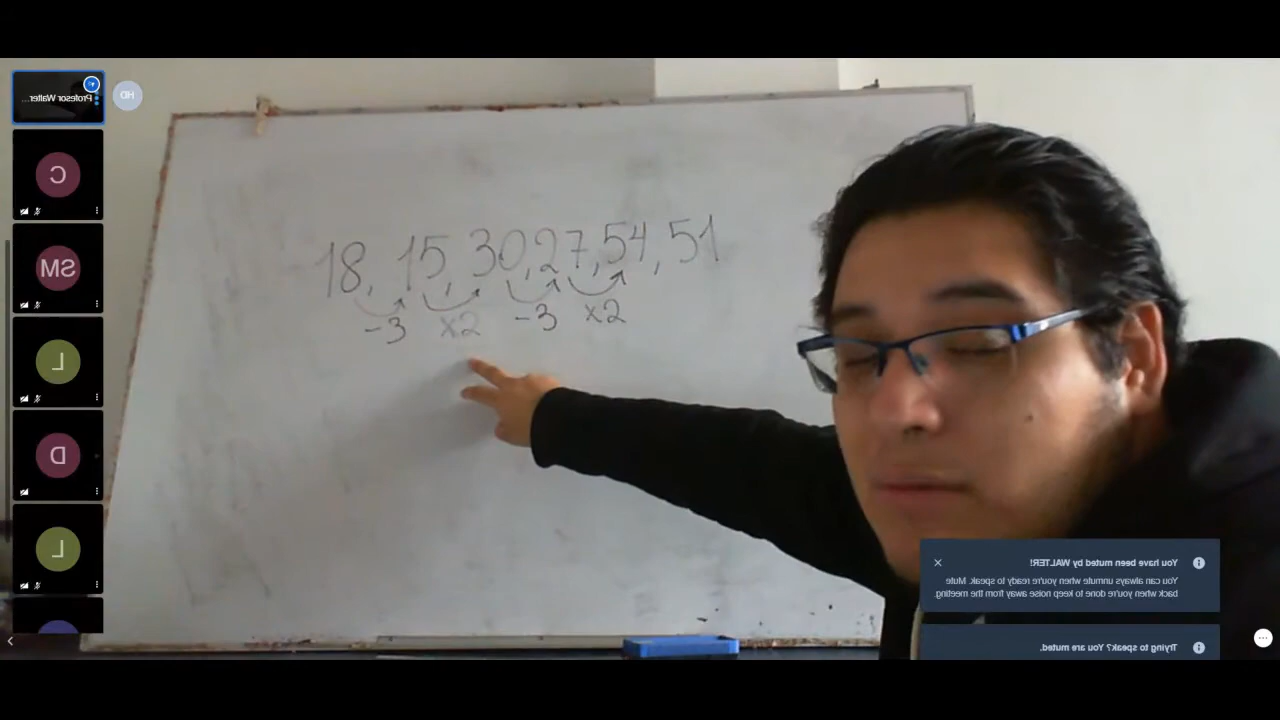 Profesor Walter...
HD
C
SM
L
D
L
18, 15, 30, 27, 54, 51
-3 x2 -3 x2
You have been muted by WALTER!
You can always unmute when you're ready to speak. Mute
back when you're done to keep noise away from the meeting.
Trying to speak? You are muted.